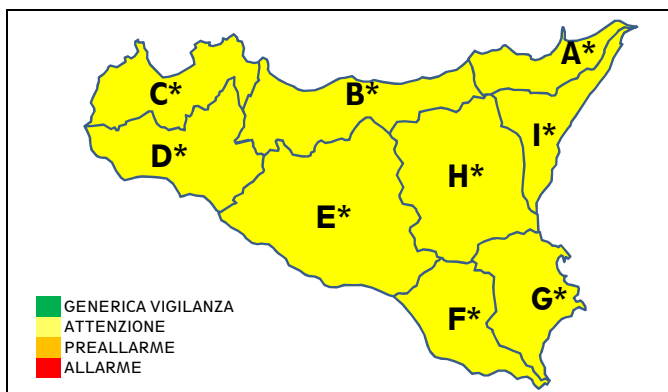 A*
C*
B*
I*
D*
H*
E*
G*
F*
GENERICA VIGILANZA
ATTENZIONE
PREALLARME
ALLARME